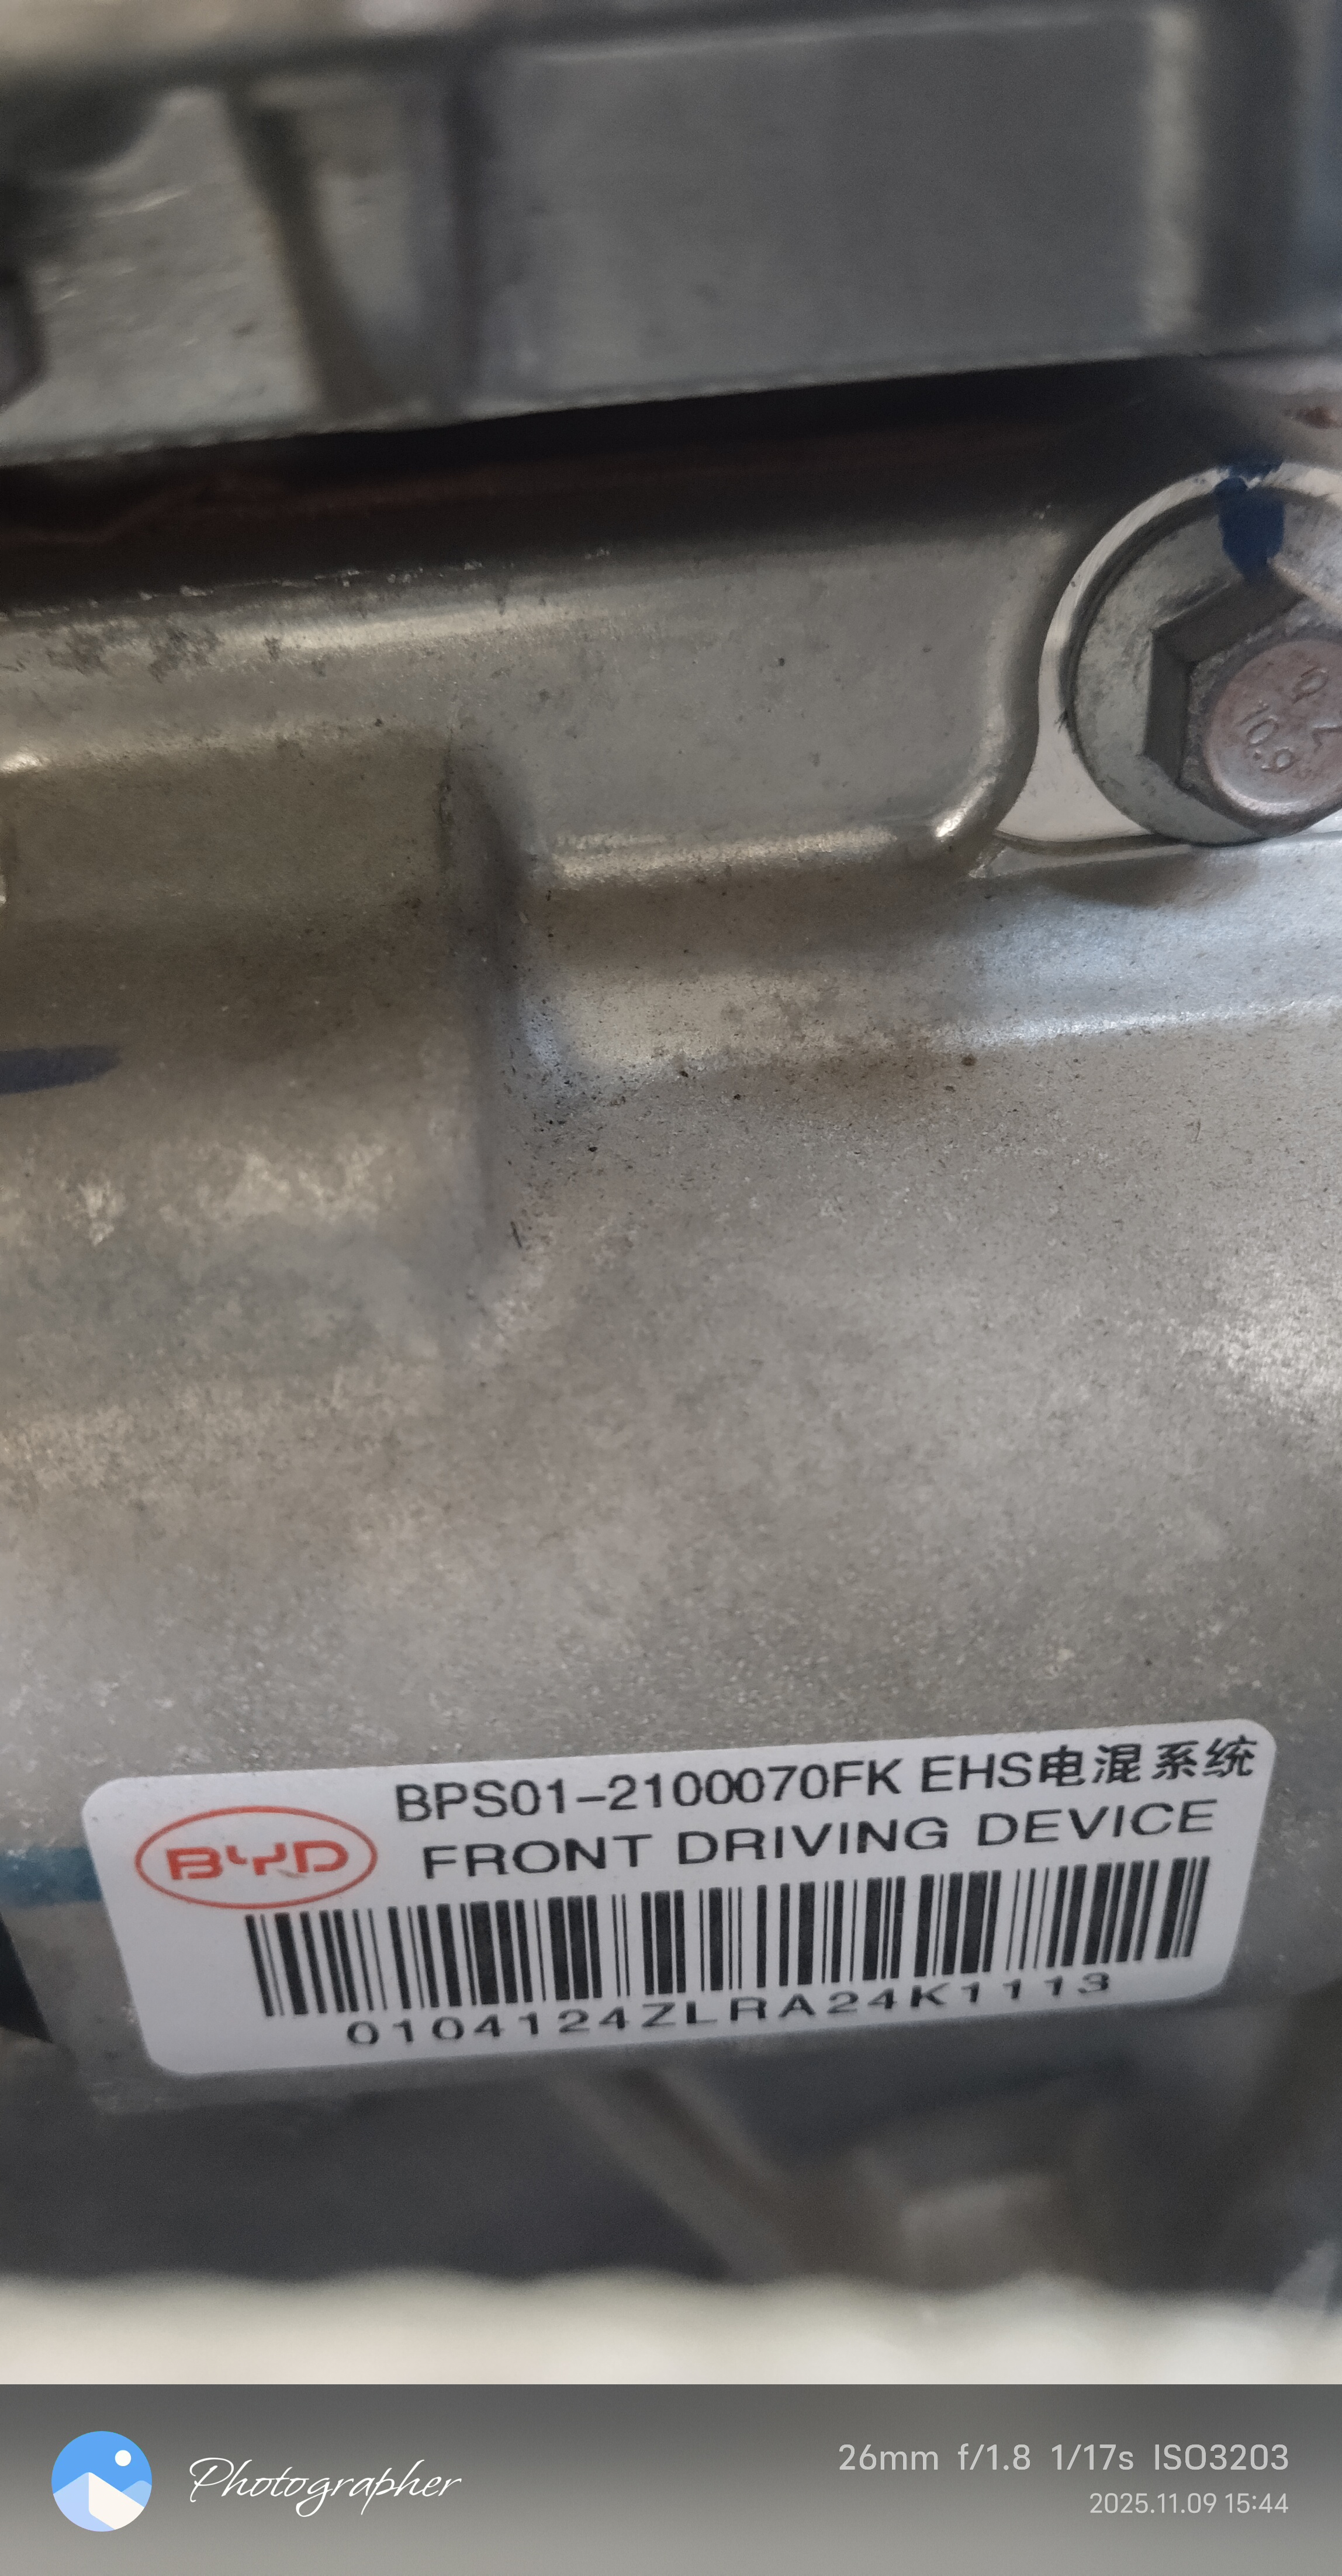 10.9
BYD
BPS01-2100070FK EHS电混系统
FRONT DRIVING DEVICE
0104124ZLRA24K1113
Photographer
26mm f/1.8 1/17s ISO3203
2025.11.09 15:44